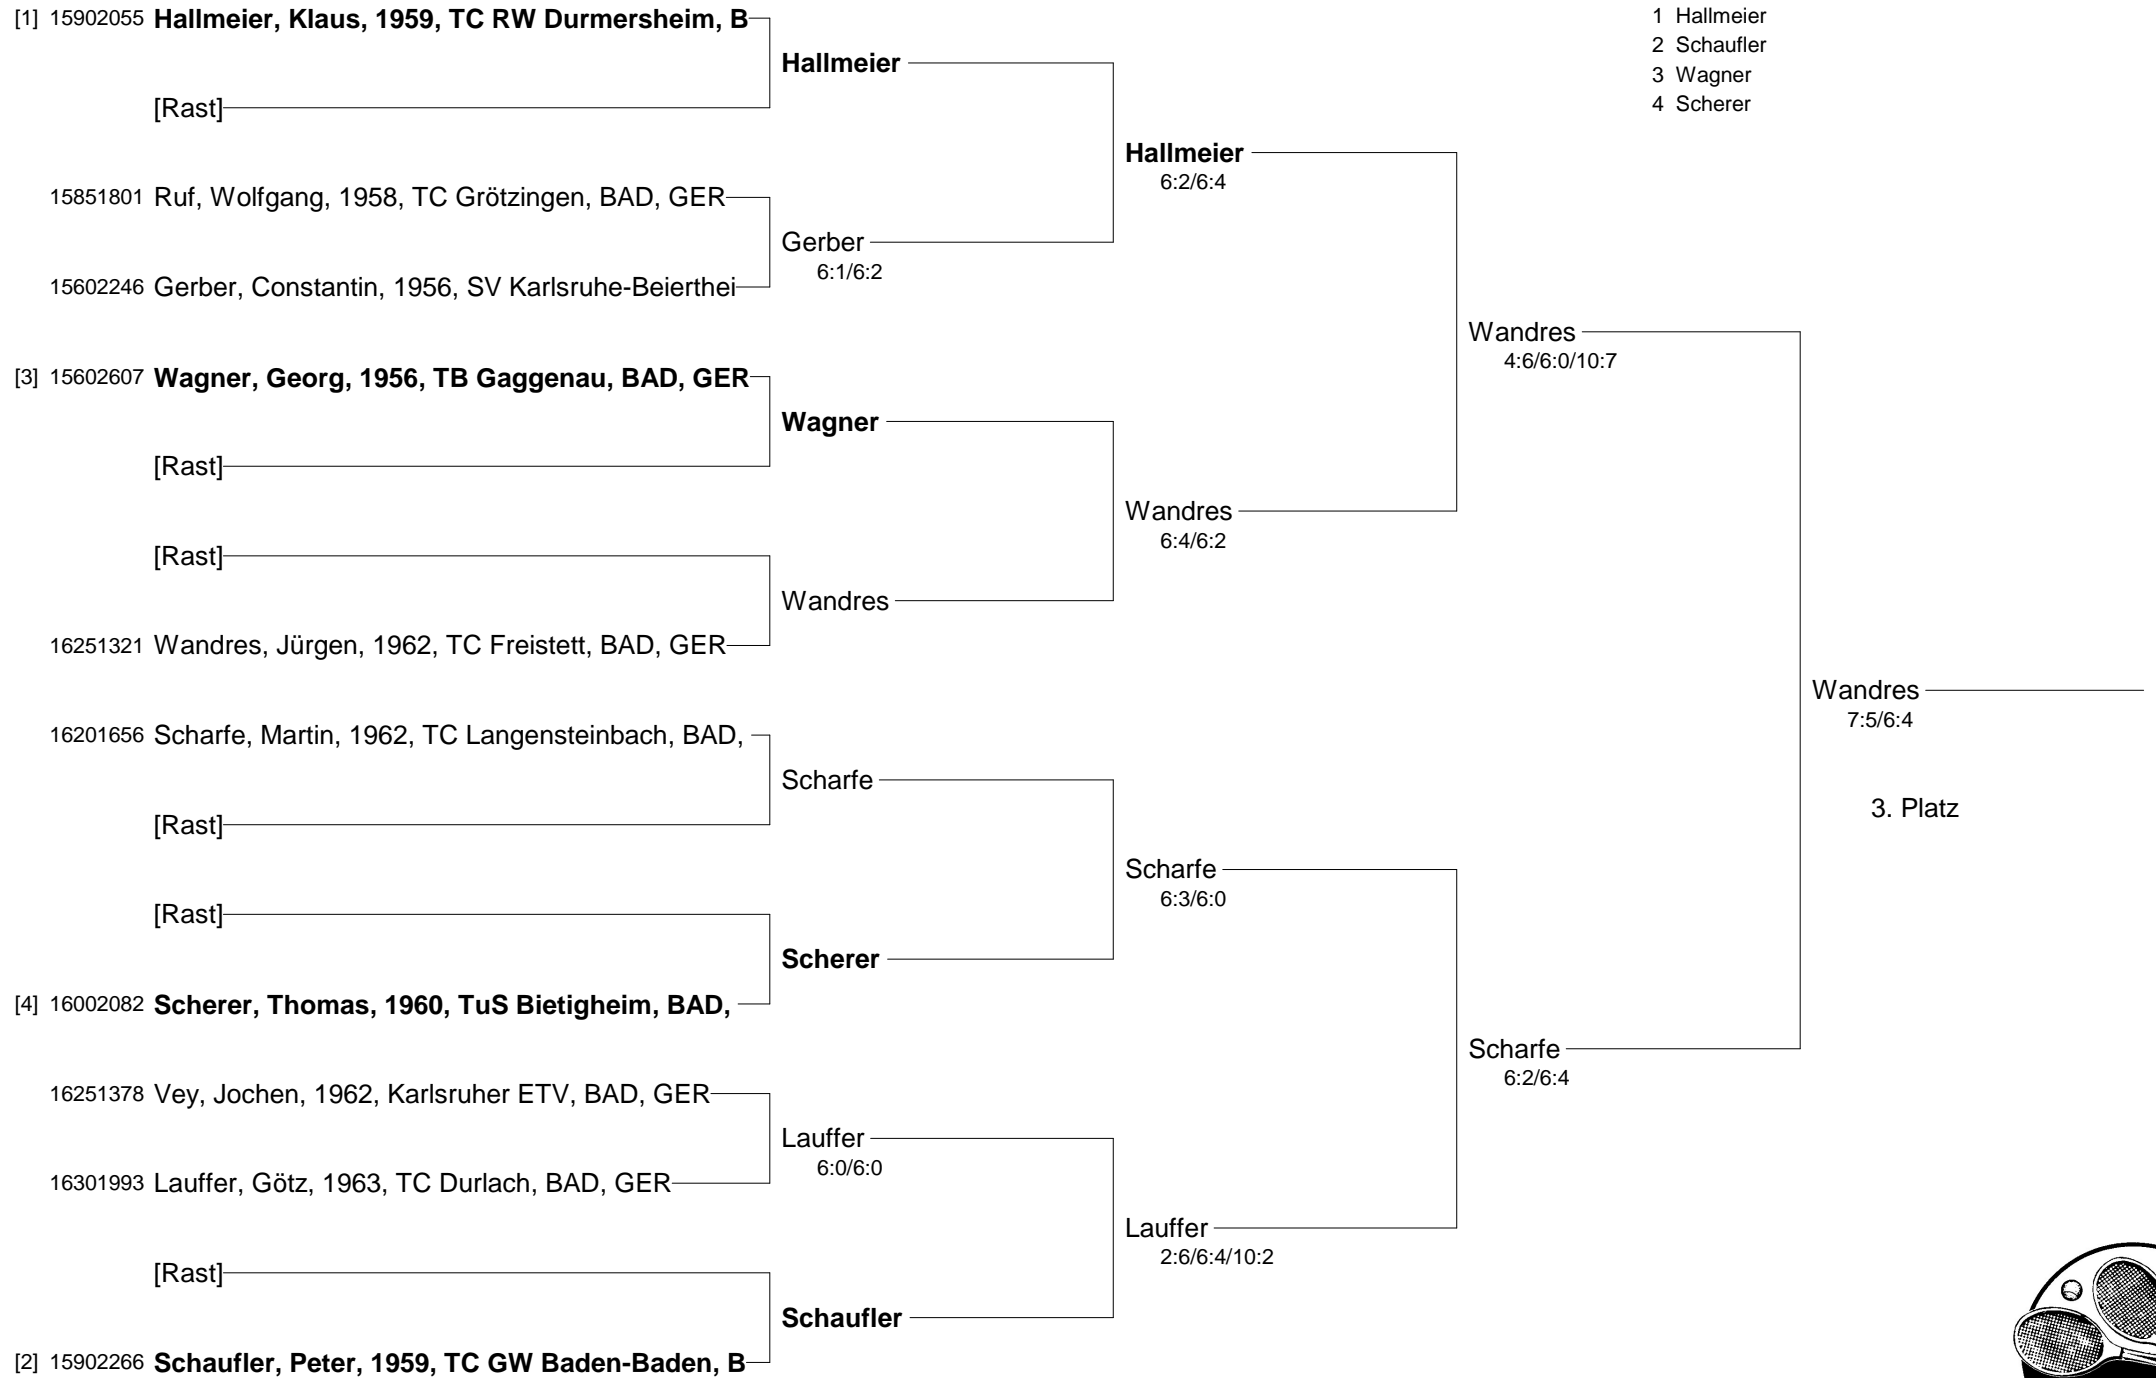 [1] 15902055 Hallmeier, Klaus, 1959, TC RW Durmersheim, B
[Rast]
15851801 Ruf, Wolfgang, 1958, TC Grötzingen, BAD, GER
15602246 Gerber, Constantin, 1956, SV Karlsruhe-Beierthei
[3] 15602607 Wagner, Georg, 1956, TB Gaggenau, BAD, GER
[Rast]
[Rast]
16251321 Wandres, Jürgen, 1962, TC Freistett, BAD, GER
16201656 Scharfe, Martin, 1962, TC Langensteinbach, BAD,
[Rast]
[Rast]
[4] 16002082 Scherer, Thomas, 1960, TuS Bietigheim, BAD,
16251378 Vey, Jochen, 1962, Karlsruher ETV, BAD, GER
16301993 Lauffer, Götz, 1963, TC Durlach, BAD, GER
[Rast]
[2] 15902266 Schaufler, Peter, 1959, TC GW Baden-Baden, B
Hallmeier
Gerber
6:1/6:2
Wagner
Wandres
Scharfe
Scherer
Lauffer
6:0/6:0
Schaufler
Hallmeier
6:2/6:4
Wandres
6:4/6:2
Scharfe
6:3/6:0
Lauffer
2:6/6:4/10:2
Wandres
4:6/6:0/10:7
Scharfe
6:2/6:4
Wandres
7:5/6:4
3. Platz
1 Hallmeier
2 Schaufler
3 Wagner
4 Scherer